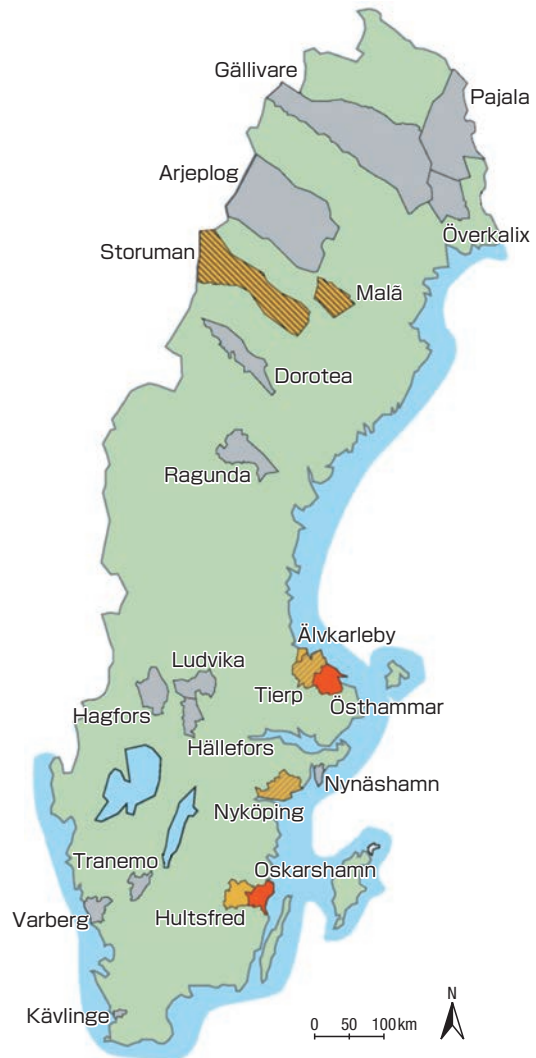 Gällivare
Pajala
Arjeplog
Överkalix
Storuman
Malã
Dorotea
Ragunda
Älvkarleby
Ludvika
Tierp
Östhammar
Hagfors
Hällefors
Nynäshamn
Nyköping
Tranemo
Oskarshamn
Varberg
Hultsfred
Kävlinge
0 50 100km
N